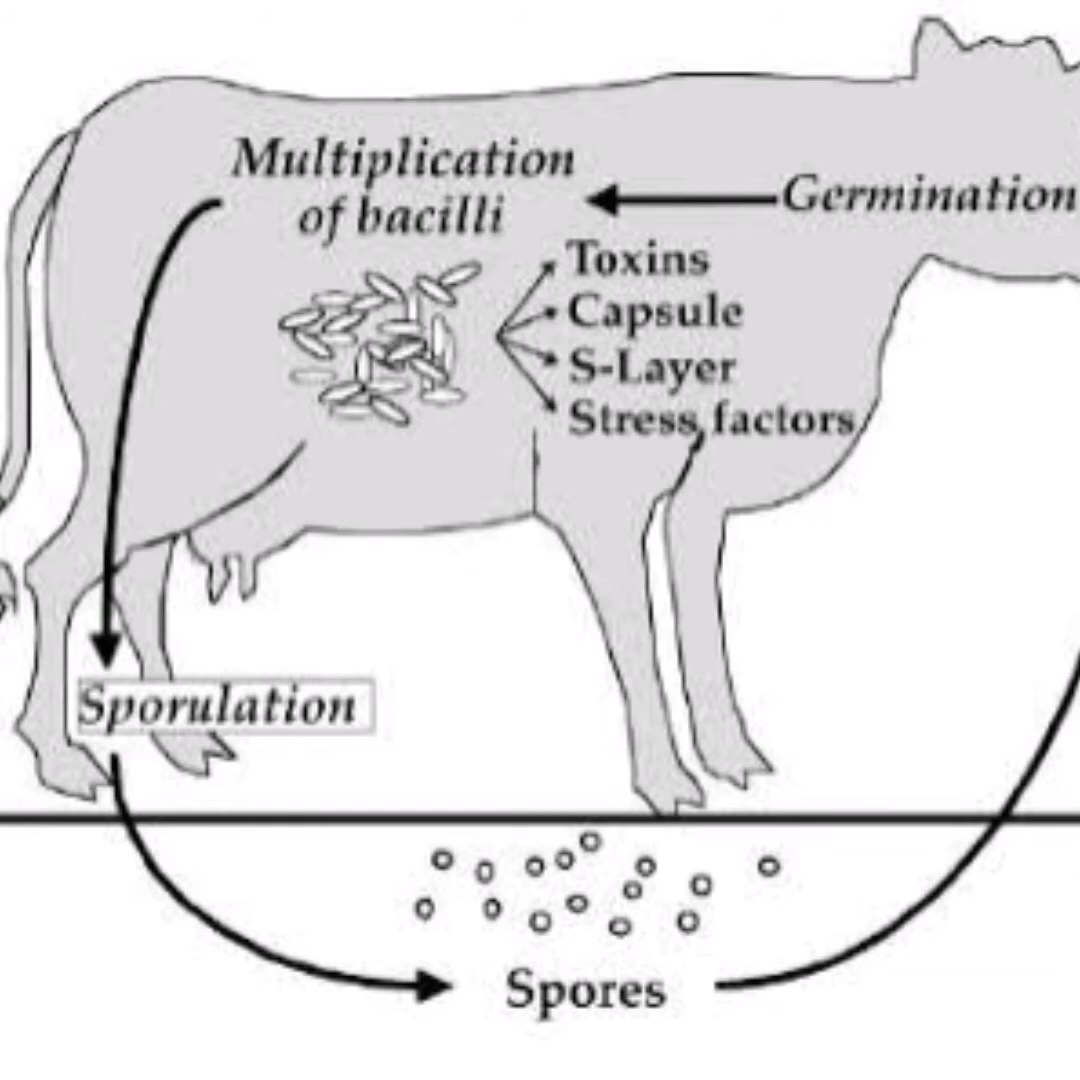 Multiplication
of bacilli
Germination
Toxins
Capsule
S-Layer
Stress factors
Sporulation
Spores